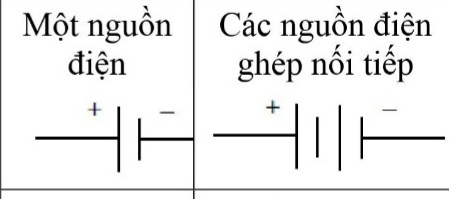 Một nguồn
điện
+ −
Các nguồn điện
ghép nối tiếp
+ −